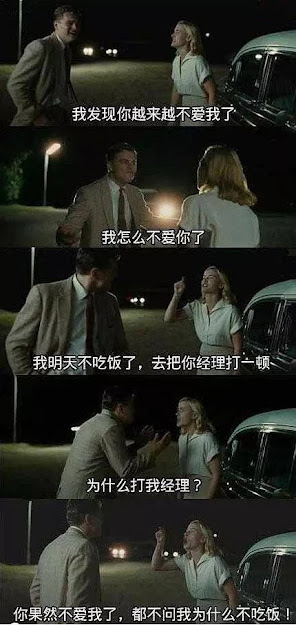 我发现你越来越不爱我了
我怎么不爱你了
我明天不吃饭了，去把你经理打一顿
为什么打我经理？
你果然不爱我了，都不问我为什么不吃饭！